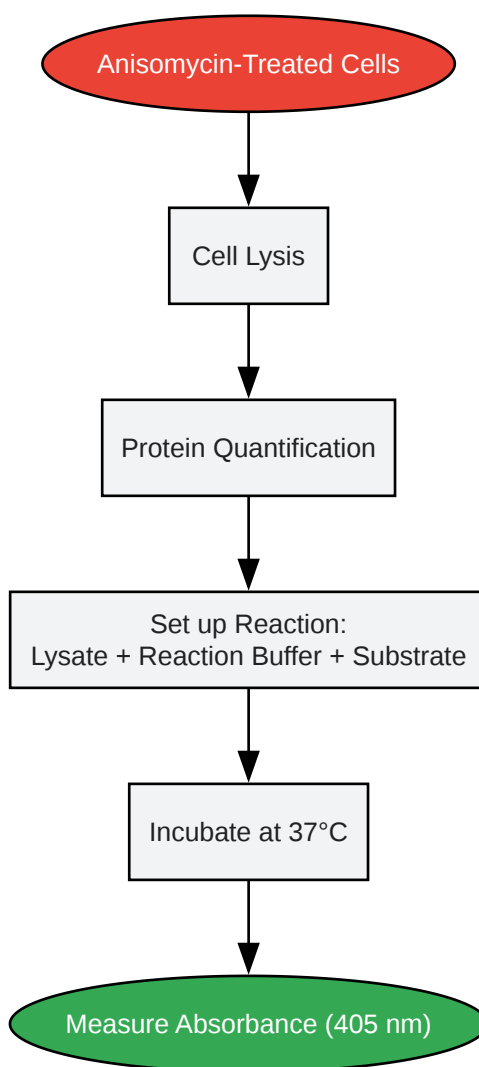 Anisomycin-Treated Cells
Cell Lysis
Protein Quantification
Set up Reaction:
Lysate + Reaction Buffer + Substrate
Incubate at 37°C
Measure Absorbance (405 nm)